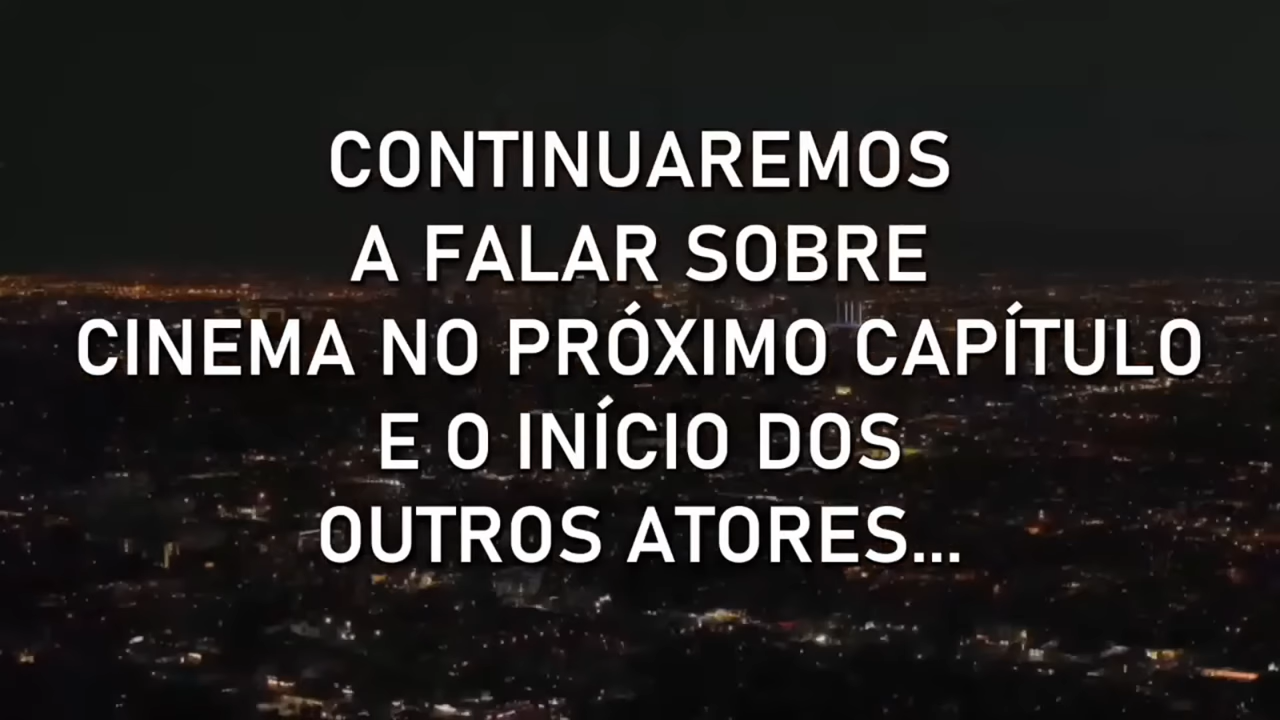 CONTINUAREMOS
A FALAR SOBRE
CINEMA NO PRÓXIMO CAPÍTULO
E O INÍCIO DOS
OUTROS ATORES...